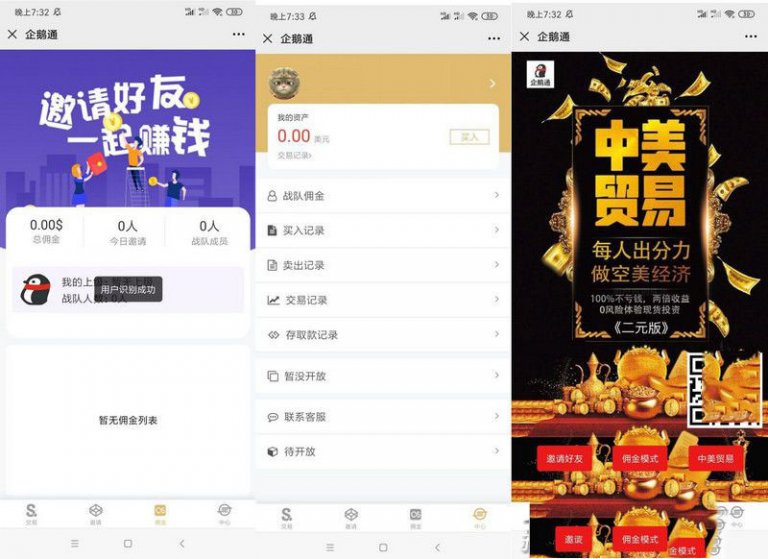 晚上7:32
企鹅通
邀请好友
一起赚钱
0.00$
0人
0人
总佣金
今日邀请
战队成员
我的上级:
战队人数: 0人
用户识别成功
暂无佣金列表
交易
邀请
佣金
中心
晚上7:33
企鹅通
我的资产
0.00 美元
买入
交易记录>
战队佣金
买入记录
卖出记录
交易记录
存取款记录
暂没开放
联系客服
待开放
交易
邀请
佣金
中心
晚上7:32
企鹅通
企鹅通
中美
贸易
每人出分力
做空美经济
100%不亏钱，两倍收益
0风险体验现货投资
《二元版》
邀请好友
佣金模式
中美贸易
佣金模式
佣金模式